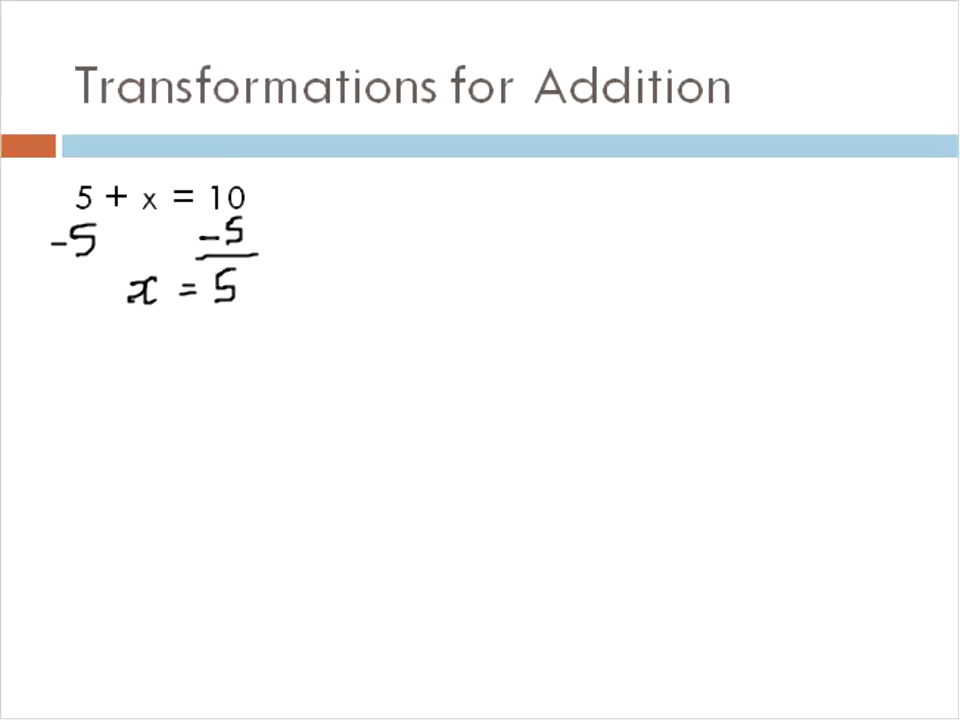 Transformations for Addition
5 + x = 10
-5 -5
x = 5